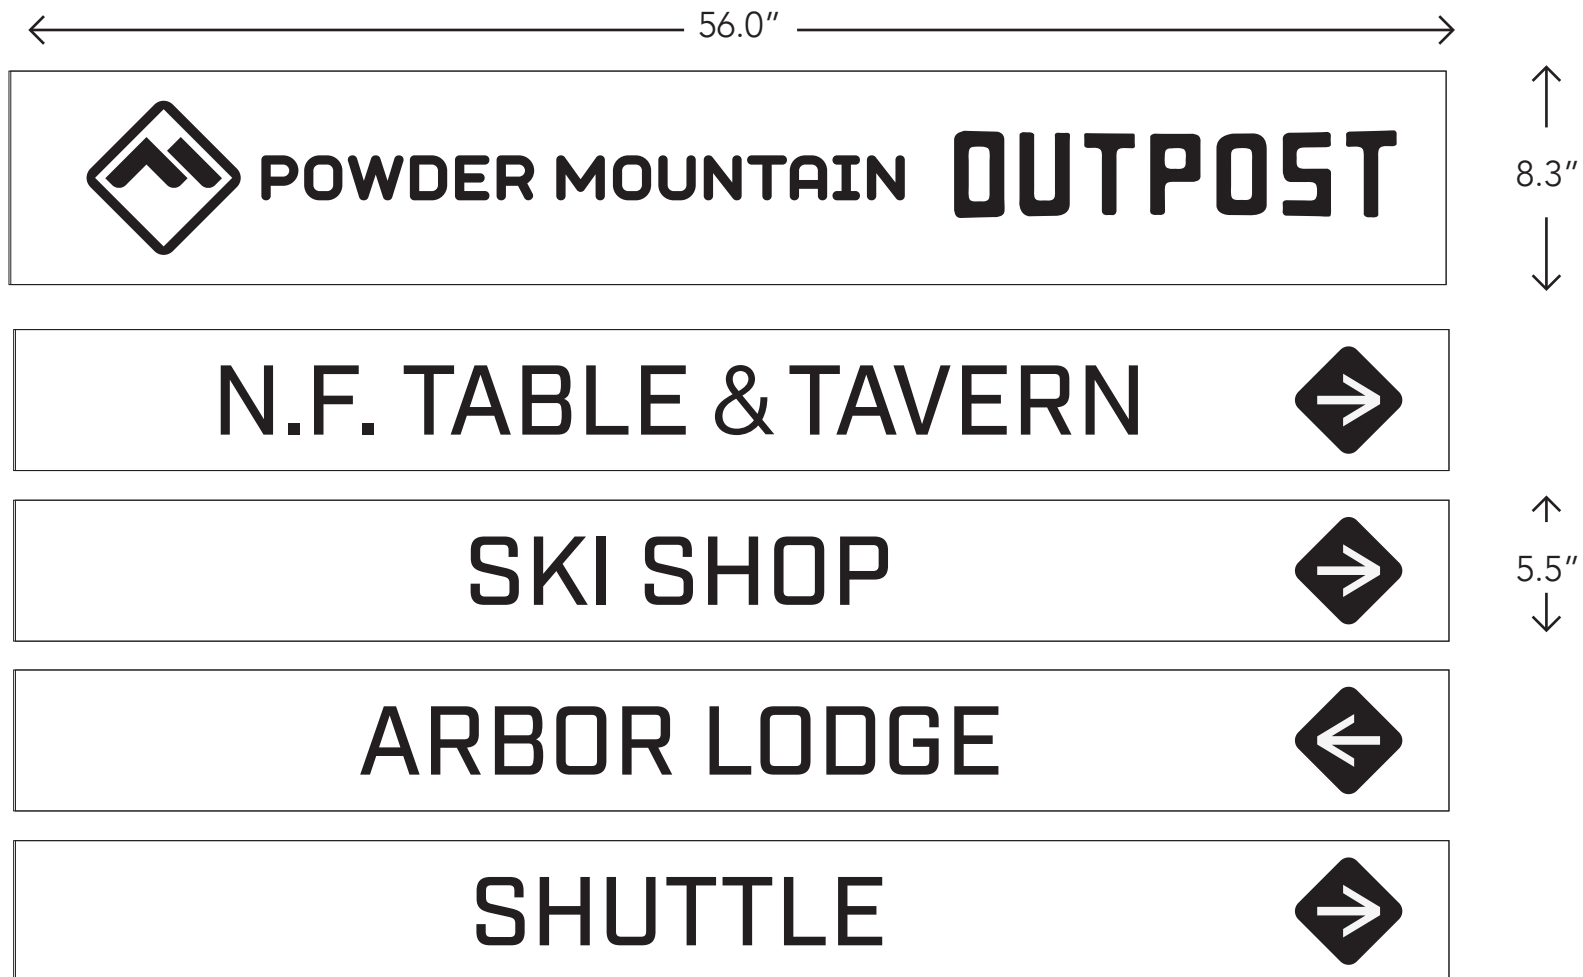 56.0"
POWDER MOUNTAIN OUTPOST
8.3"
N.F. TABLE & TAVERN
SKI SHOP
5.5"
ARBOR LODGE
SHUTTLE